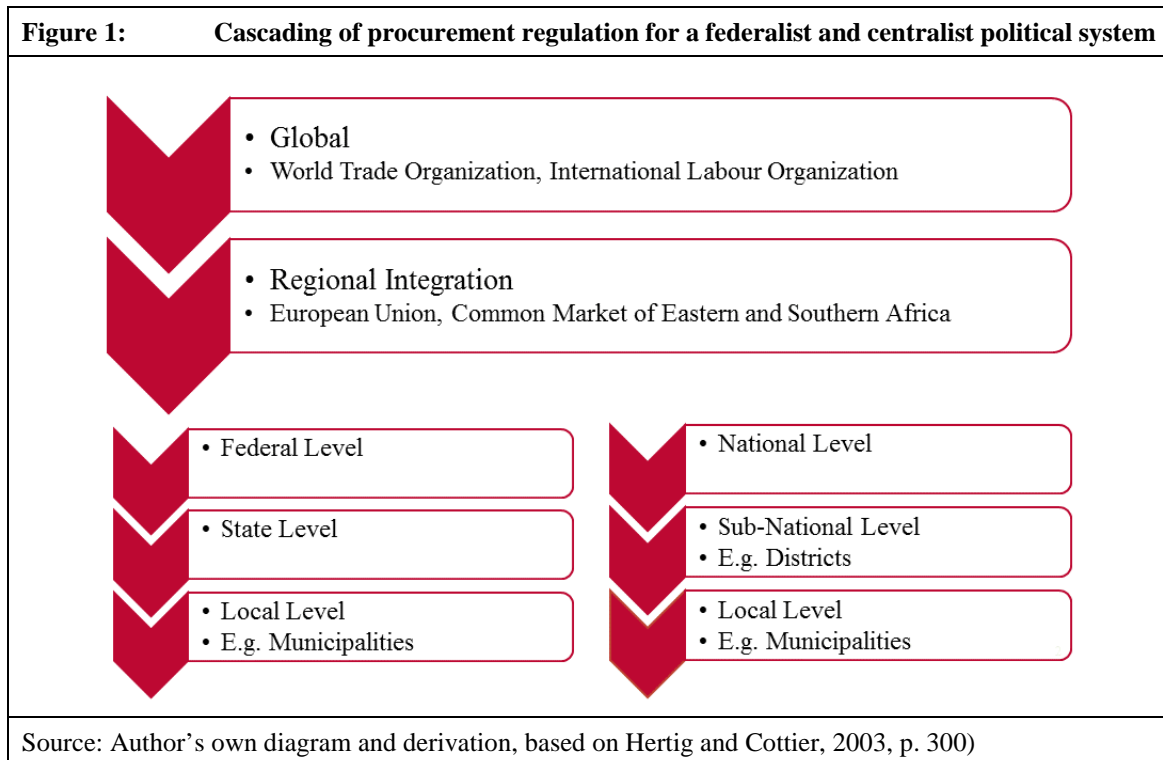 Figure 1: Cascading of procurement regulation for a federalist and centralist political system
• Global
• World Trade Organization, International Labour Organization
• Regional Integration
• European Union, Common Market of Eastern and Southern Africa
• Federal Level
• State Level
• Local Level
• E.g. Municipalities
• National Level
• Sub-National Level
• E.g. Districts
• Local Level
• E.g. Municipalities
Source: Author’s own diagram and derivation, based on Hertig and Cottier, 2003, p. 300)